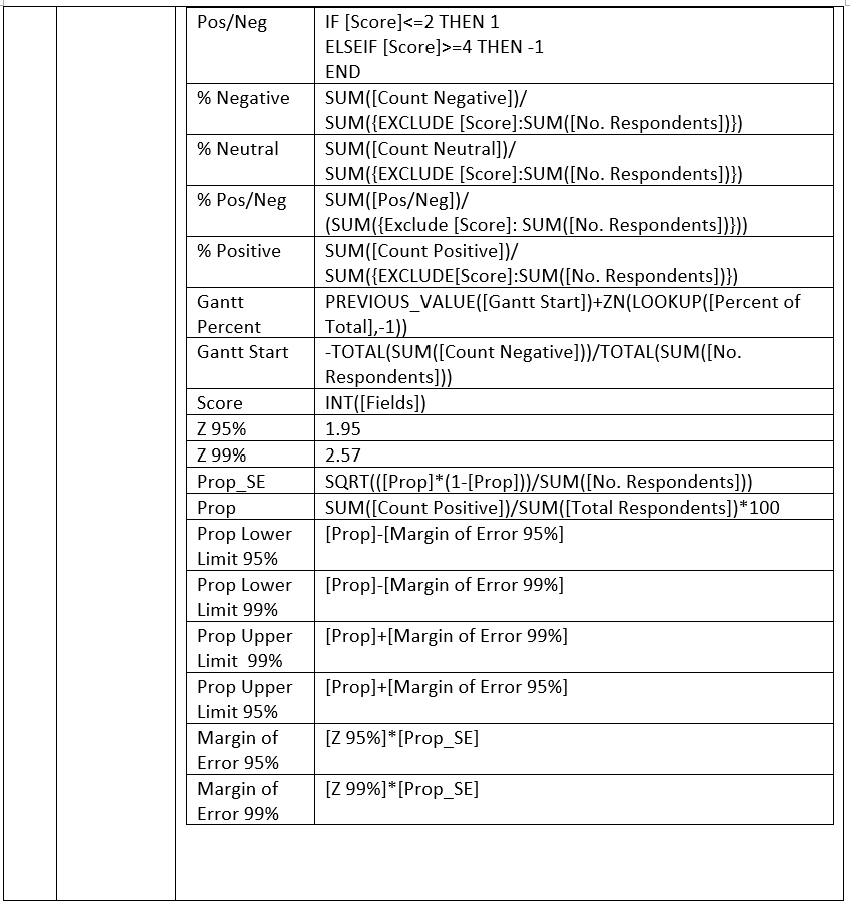 Pos/Neg IF [Score]<=2 THEN 1
ELSEIF [Score]>=4 THEN -1
END
% Negative SUM([Count Negative])/
SUM({EXCLUDE [Score]:SUM([No. Respondents])})
% Neutral SUM([Count Neutral])/
SUM({EXCLUDE [Score]:SUM([No. Respondents])})
% Pos/Neg SUM([Pos/Neg])/
(SUM({Exclude [Score]: SUM([No. Respondents])}))
% Positive SUM([Count Positive])/
SUM({EXCLUDE[Score]:SUM([No. Respondents])})
Gantt PREVIOUS_VALUE([Gantt Start])+ZN(LOOKUP([Percent of
Percent Total],-1))
Gantt Start -TOTAL(SUM([Count Negative]))/TOTAL(SUM([No.
Respondents]))
Score INT([Fields])
Z 95% 1.95
Z 99% 2.57
Prop_SE SQRT(([Prop]*(1-[Prop]))/SUM([No. Respondents]))
Prop SUM([Count Positive])/SUM([Total Respondents])*100
Prop Lower [Prop]-[Margin of Error 95%]
Limit 95%
Prop Lower [Prop]-[Margin of Error 99%]
Limit 99%
Prop Upper [Prop]+[Margin of Error 99%]
Limit  99%
Prop Upper [Prop]+[Margin of Error 95%]
Limit 95%
Margin of [Z 95%]*[Prop_SE]
Error 95%
Margin of [Z 99%]*[Prop_SE]
Error 99%